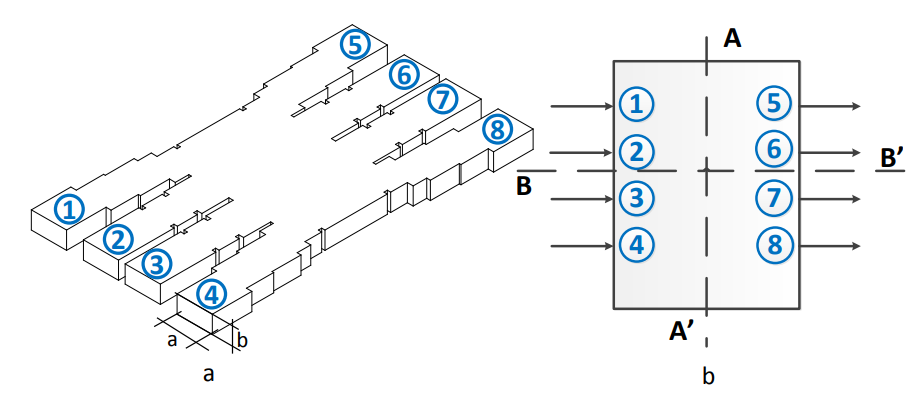 ①
②
③
④
⑤
⑥
⑦
⑧
a
b
a
A
①
②
③
④
⑤
⑥
⑦
⑧
B
B’
A’
b